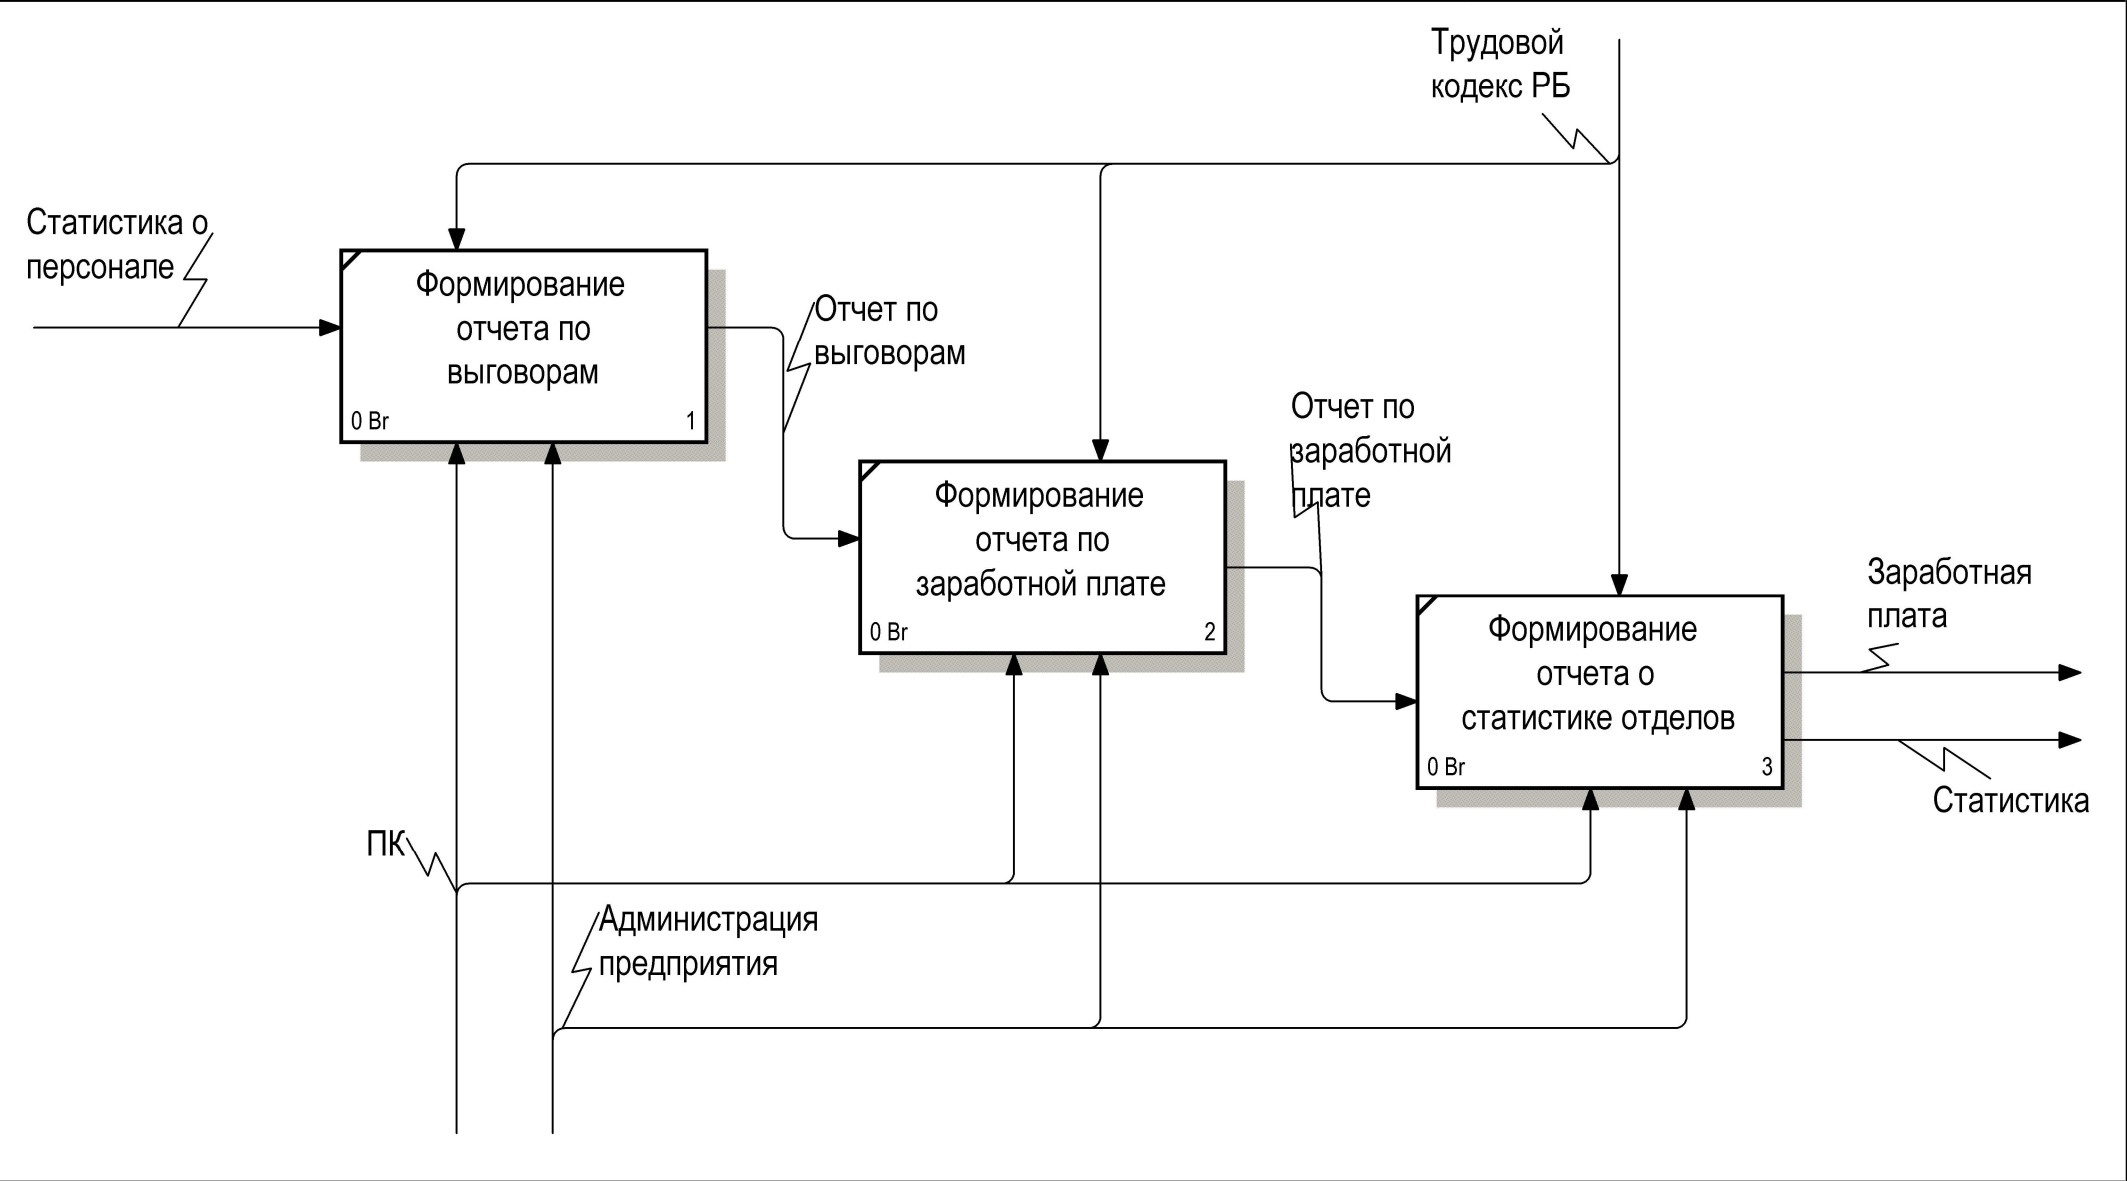 Трудовой
кодекс РБ
Статистика о
персонале
Формирование
отчета по
выговорам
0 Br
1
Отчет по
выговорам
Формирование
отчета по
заработной плате
0 Br
2
Отчет по
заработной
плате
Формирование
отчета о
статистике отделов
0 Br
3
Заработная
плата
Статистика
ПК
Администрация
предприятия